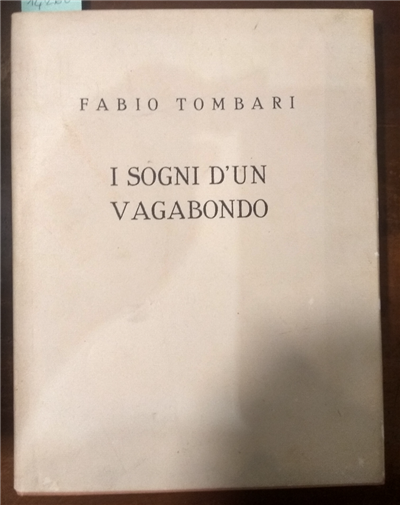 FABIO TOMBARI
I SOGNI D'UN
VAGABONDO